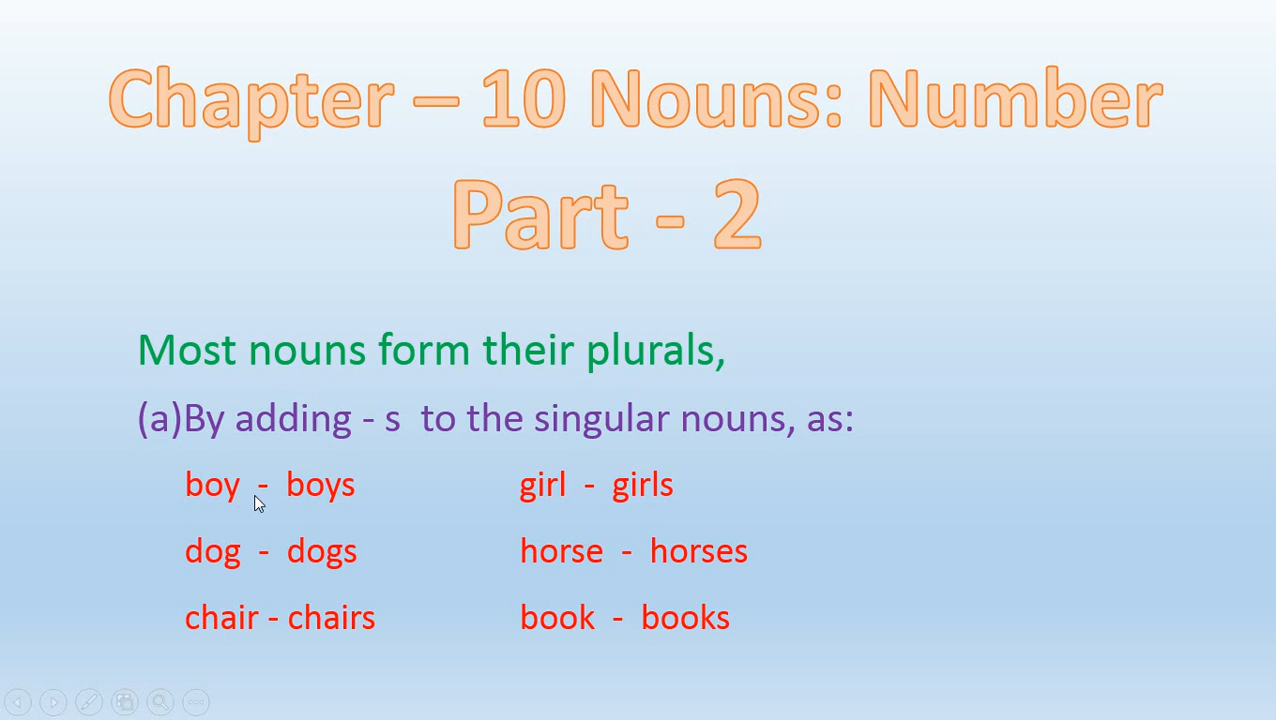 Chapter – 10 Nouns: Number
Part - 2
Most nouns form their plurals,
(a)By adding - s to the singular nouns, as:
boy - boys girl - girls
dog - dogs horse - horses
chair - chairs book - books